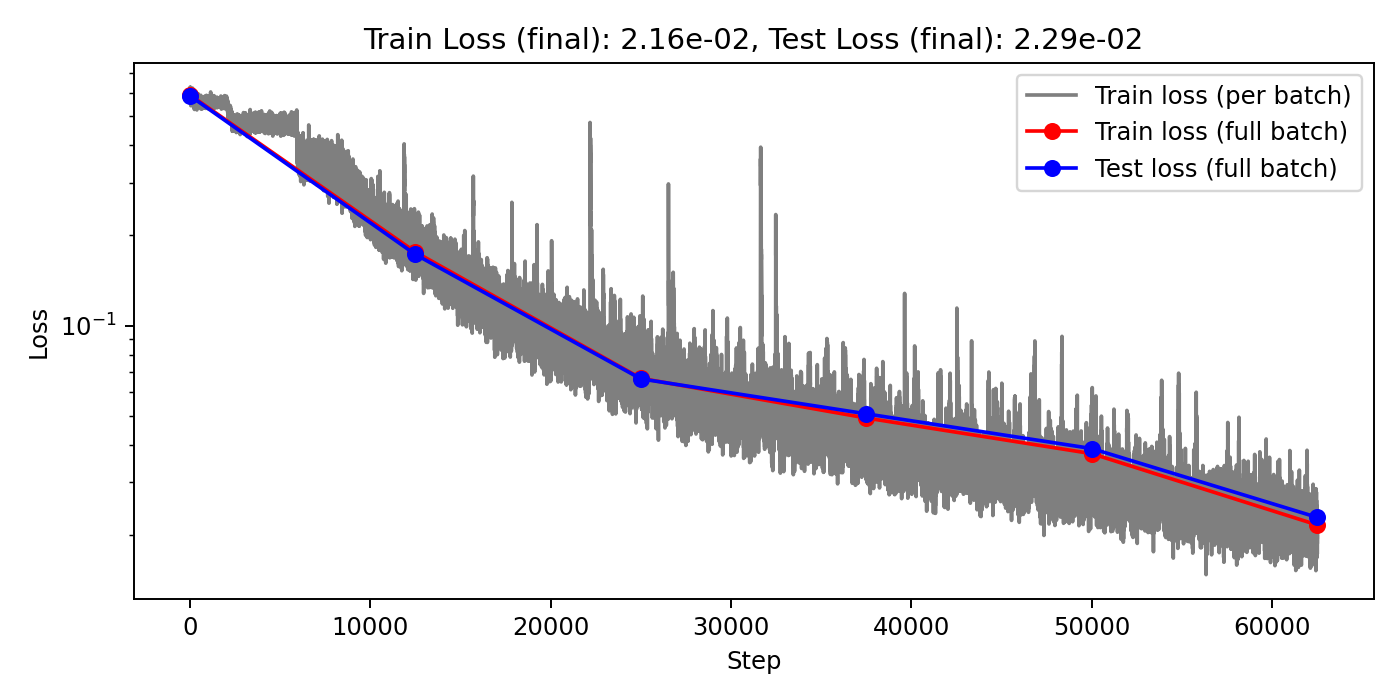 Train Loss (final): 2.16e-02, Test Loss (final): 2.29e-02
Train loss (per batch)
Train loss (full batch)
Test loss (full batch)
Loss
10⁻¹
0 10000 20000 30000 40000 50000 60000
Step